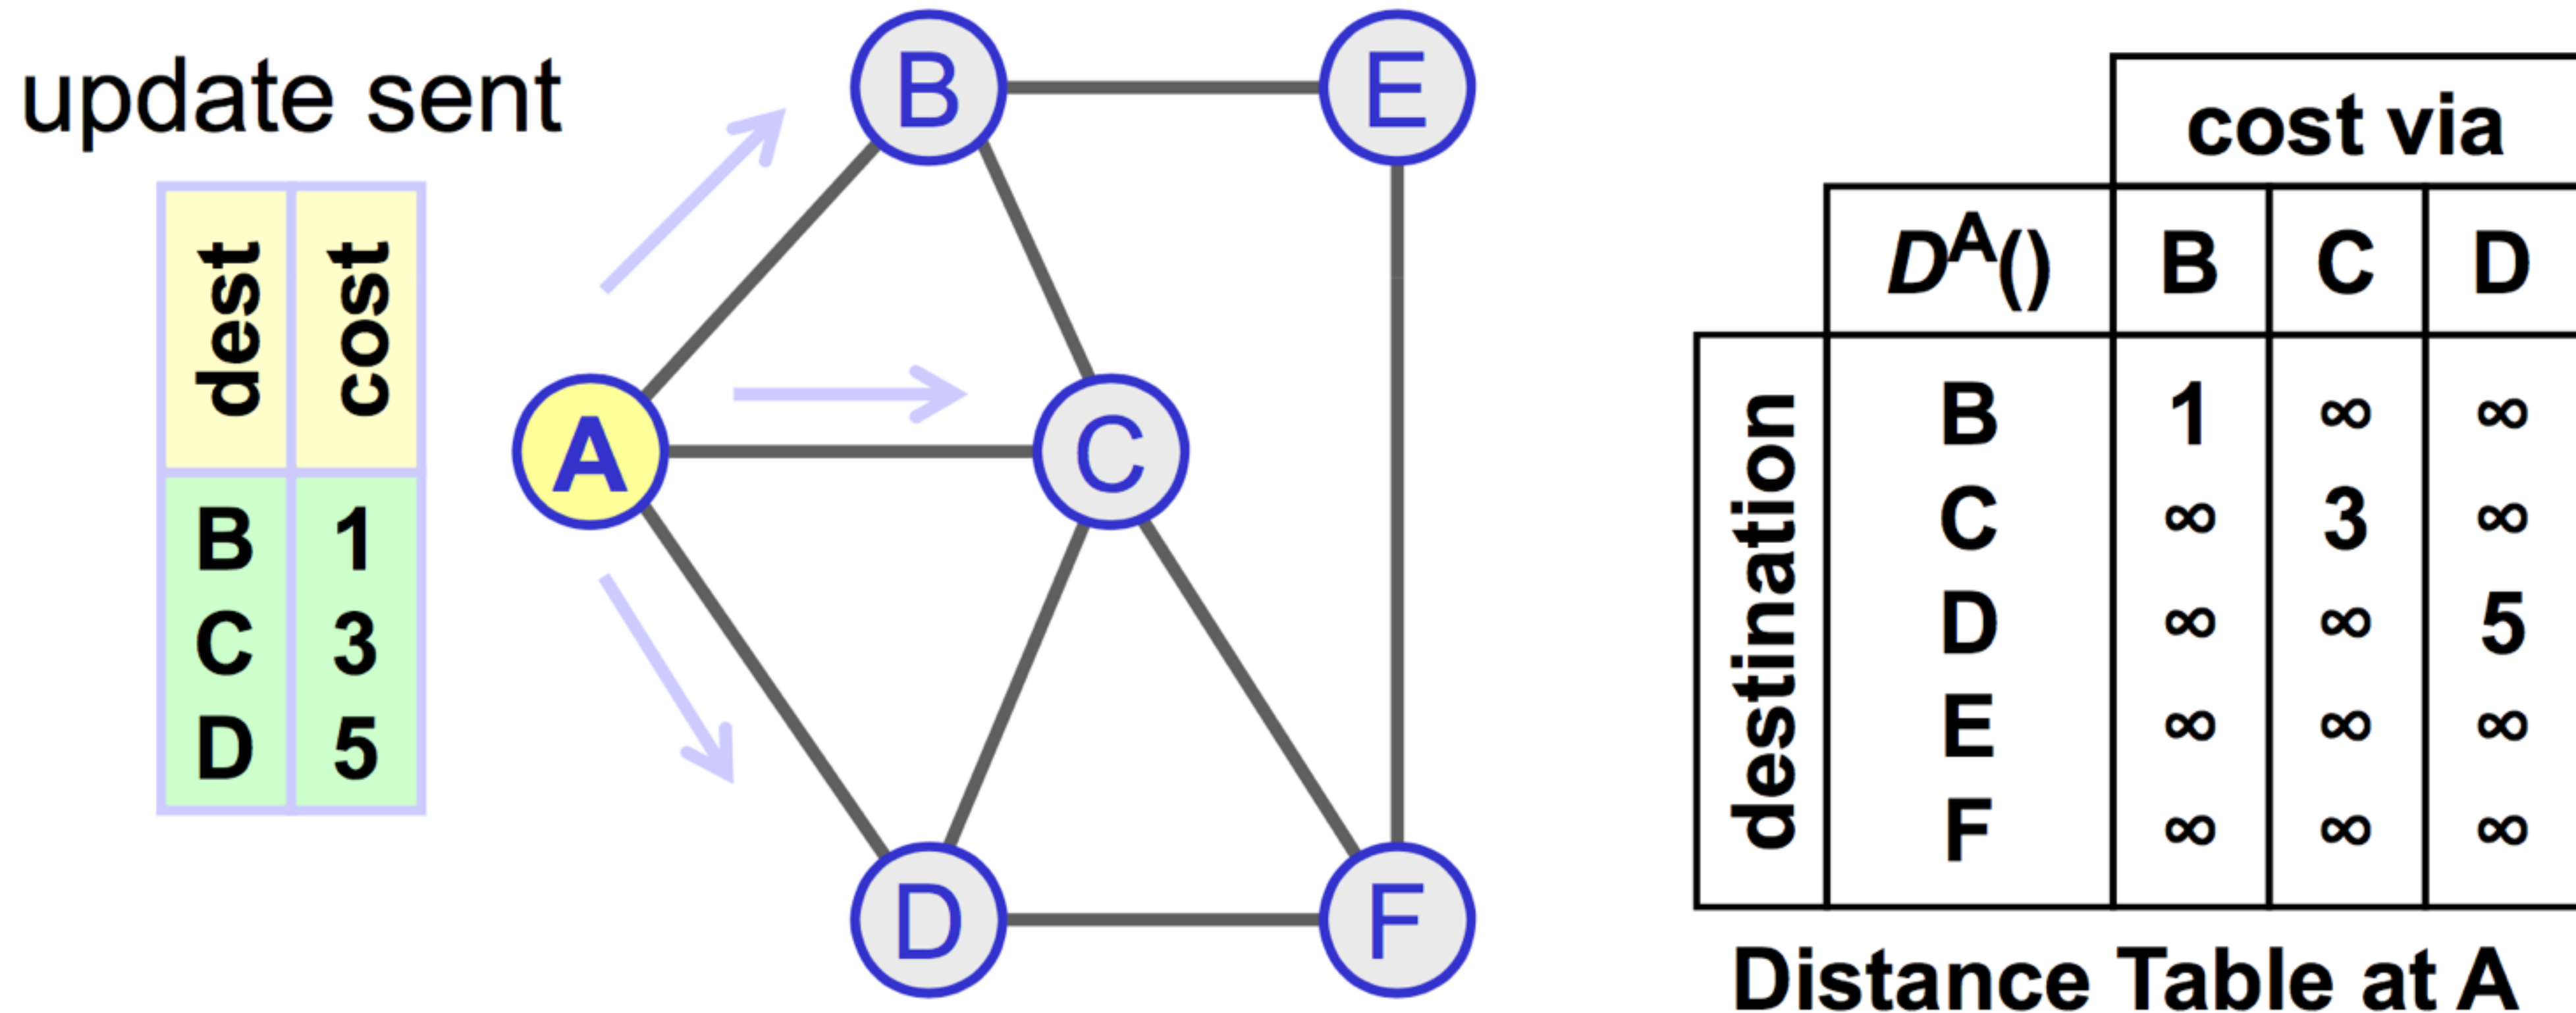 update sent
dest cost
B 1
C 3
D 5
B
E
A
C
D
F
cost via
D^A() B C D
destination
B 1 ∞ ∞
C ∞ 3 ∞
D ∞ ∞ 5
E ∞ ∞ ∞
F ∞ ∞ ∞
Distance Table at A